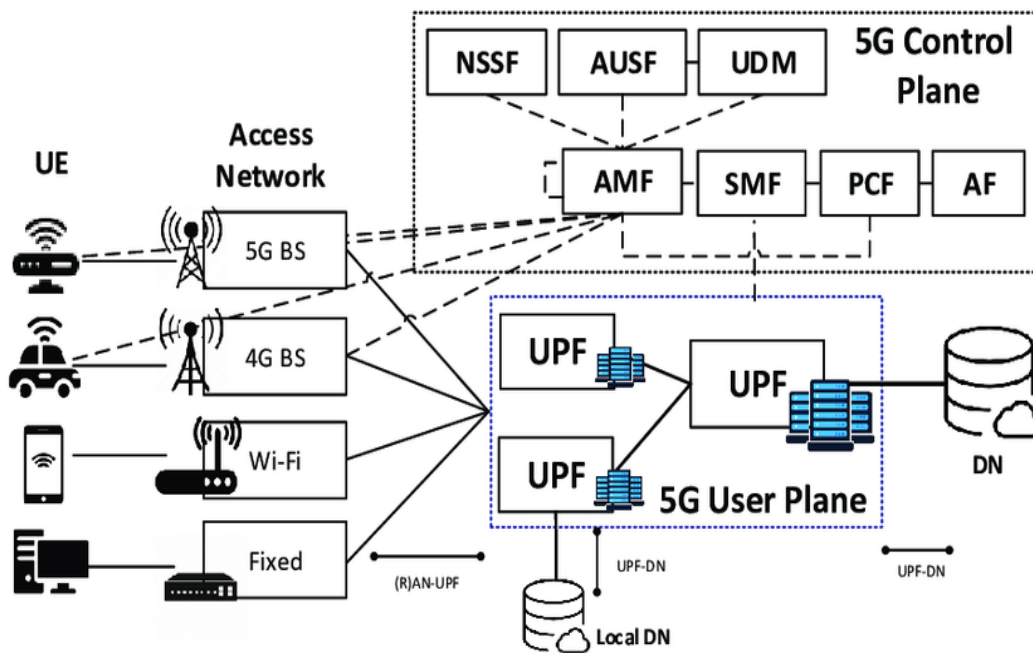 NSSF
AUSF
UDM
5G Control
Plane
UE
Access
Network
AMF
SMF
PCF
AF
5G BS
4G BS
Wi-Fi
Fixed
UPF
UPF
UPF
5G User Plane
DN
(R)AN-UPF
UPF-DN
UPF-DN
Local DN